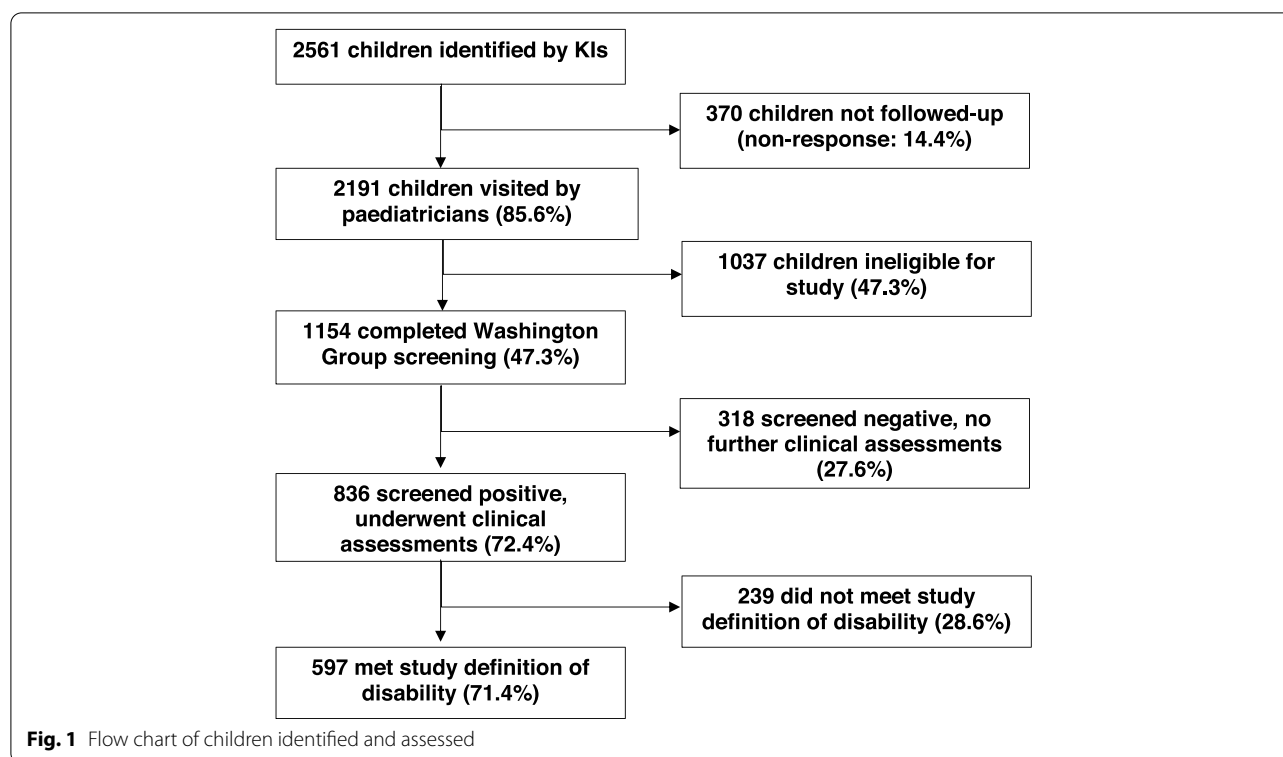 2561 children identified by KIs
370 children not followed-up
(non-response: 14.4%)
2191 children visited by
paediatricians (85.6%)
1037 children ineligible for
study (47.3%)
1154 completed Washington
Group screening (47.3%)
318 screened negative, no
further clinical assessments
(27.6%)
836 screened positive,
underwent clinical
assessments (72.4%)
239 did not meet study
definition of disability (28.6%)
597 met study definition of
disability (71.4%)
Fig. 1 Flow chart of children identified and assessed